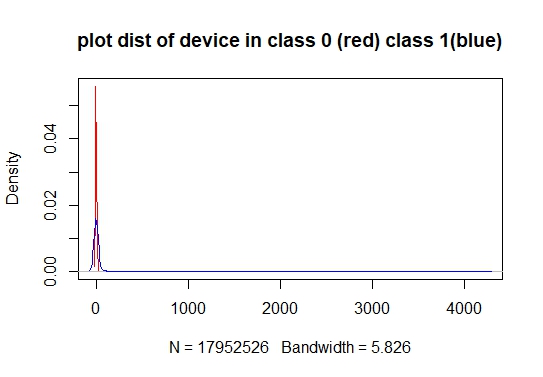 plot dist of device in class 0 (red) class 1(blue)
Density
0.04
0.02
0.00
0 1000 2000 3000 4000
N = 17952526 Bandwidth = 5.826